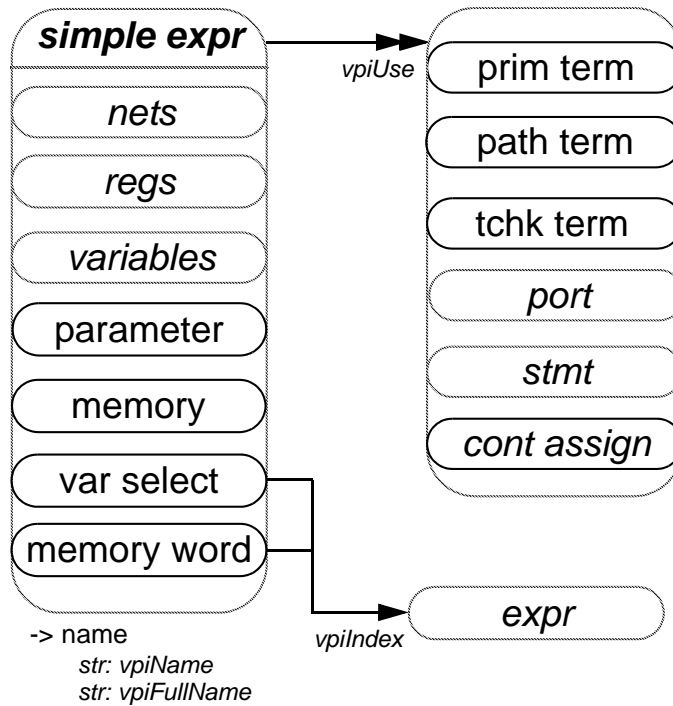 simple expr
nets
regs
variables
parameter
memory
var select
memory word
-> name
str: vpiName
str: vpiFullName
vpiUse
prim term
path term
tchk term
port
stmt
cont assign
vpiIndex
expr